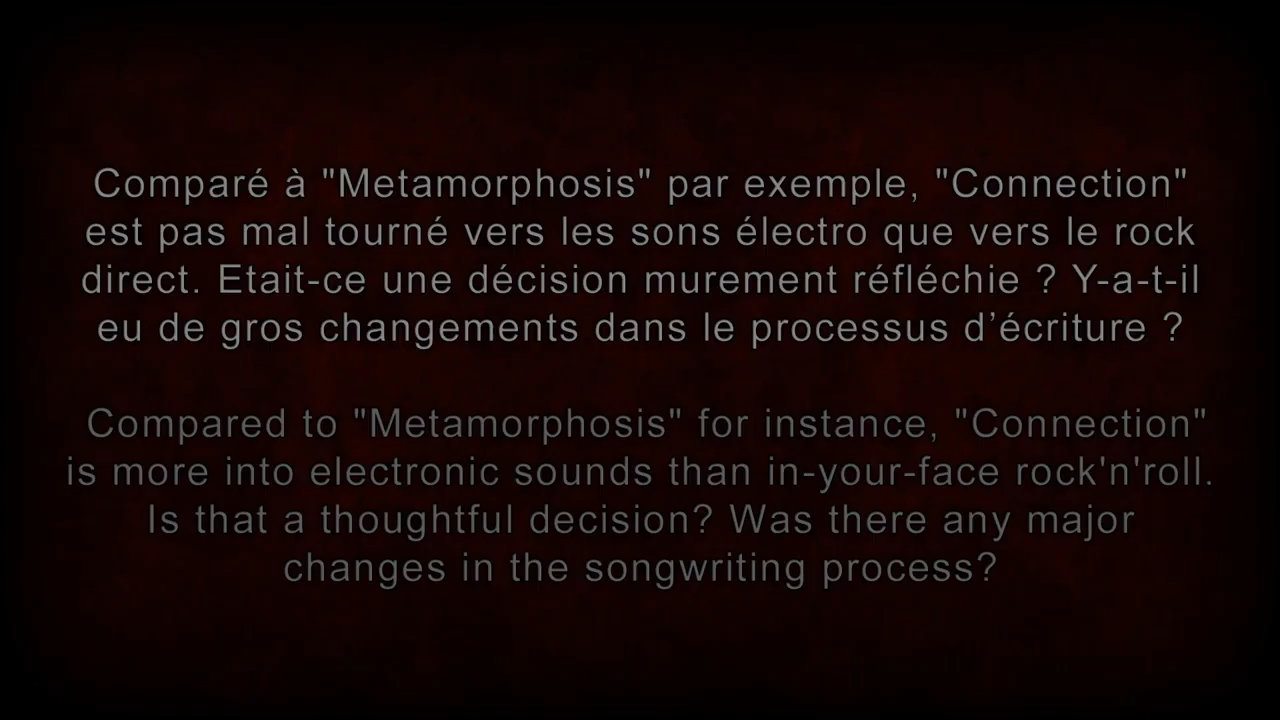 Comparé à "Metamorphosis" par exemple, "Connection"
est pas mal tourné vers les sons électro que vers le rock
direct. Etait-ce une décision murement réfléchie ? Y-a-t-il
eu de gros changements dans le processus d’écriture ?
Compared to "Metamorphosis" for instance, "Connection"
is more into electronic sounds than in-your-face rock'n'roll.
Is that a thoughtful decision? Was there any major
changes in the songwriting process?